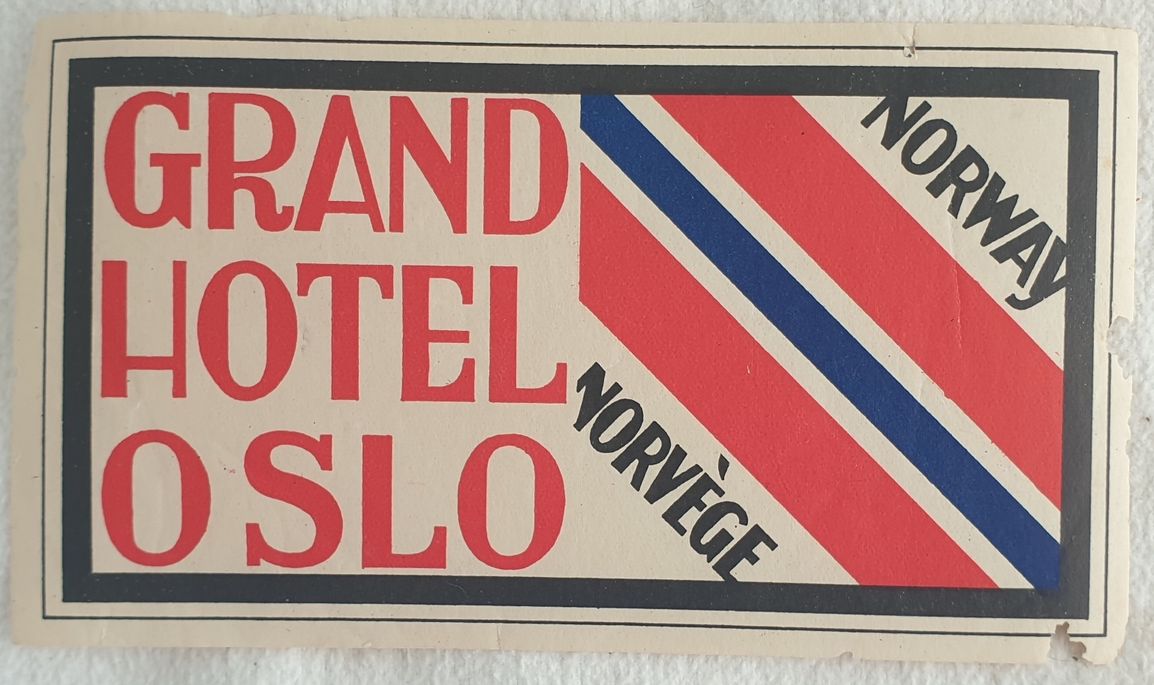 GRAND
HOTEL
OSLO
NORWAY
NORVÈGE